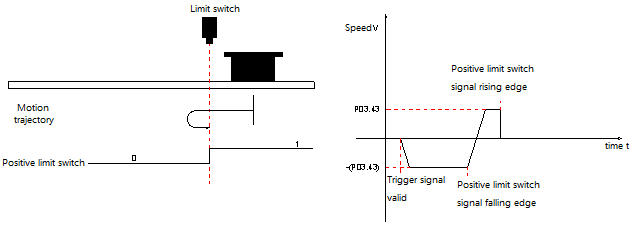 Limit switch
Motion
trajectory
Positive limit switch
0
1
Speed V
Positive limit switch
signal rising edge
P03.43
time t
-(P03.43)
Trigger signal
valid
Positive limit switch
signal falling edge